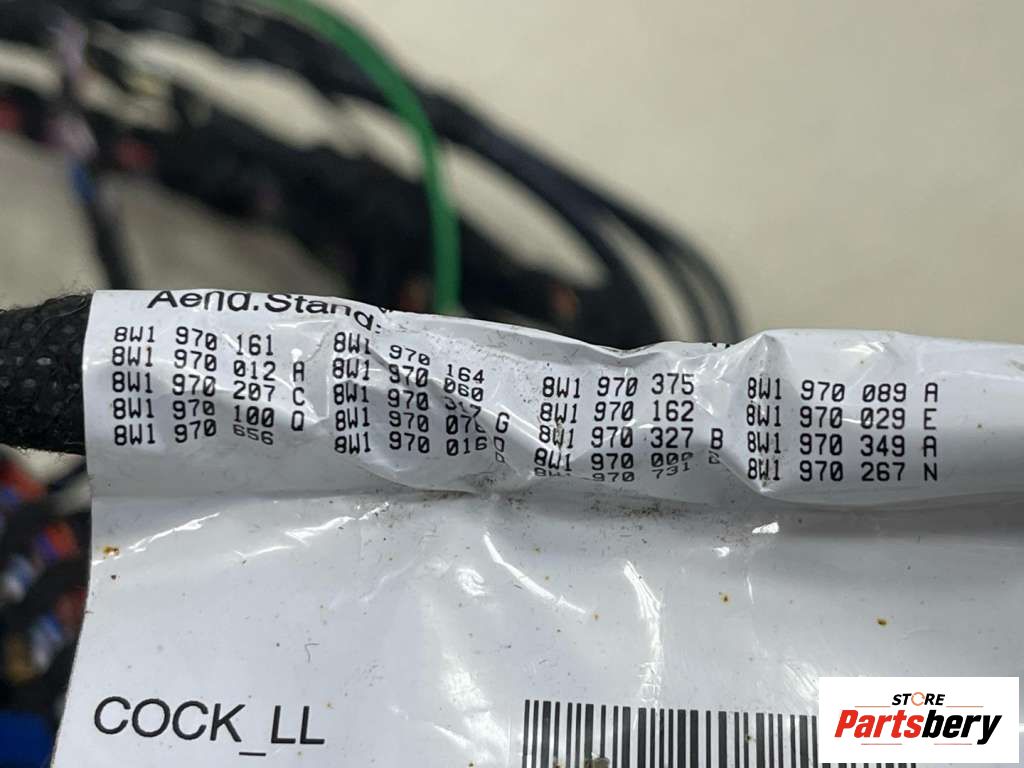 Aend.Stand:
8W1 970 161
8W1 970 012 A
8W1 970 207 C
8W1 970 100 Q
8W1 970 656
8W1 970 164
8W1 970 060
8W1 970 G
8W1 970 016
8W1 970 375
8W1 970 162
8W1 970 327 B
8W1 970
970 731
8W1 970 089 A
8W1 970 029 E
8W1 970 349 A
8W1 970 267 N
COCK_LL
STORE
Partsbery